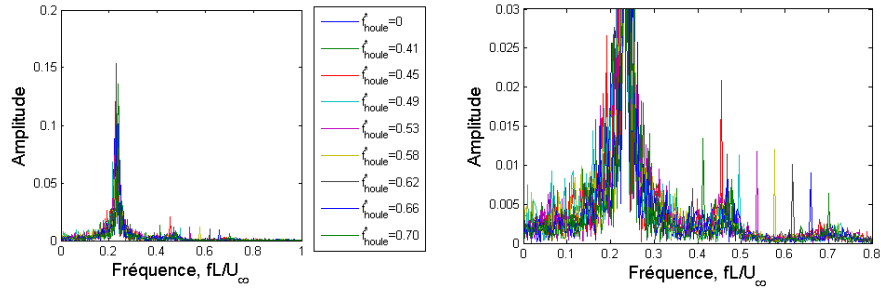 0.2
0.15
0.1
0.05
0
Amplitude
0 0.2 0.4 0.6 0.8 1
Fréquence, fL/U∞
f*houle=0
f*houle=0.41
f*houle=0.45
f*houle=0.49
f*houle=0.53
f*houle=0.58
f*houle=0.62
f*houle=0.66
f*houle=0.70
0.03
0.025
0.02
0.015
0.01
0.005
0
Amplitude
0 0.1 0.2 0.3 0.4 0.5 0.6 0.7 0.8
Fréquence, fL/U∞